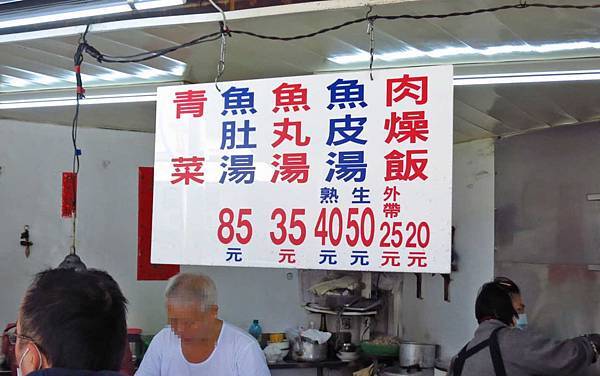 肉燥飯
20元
外帶25元
魚皮湯
生50元
熟40元
魚丸湯
35元
魚肚湯
85元
青菜